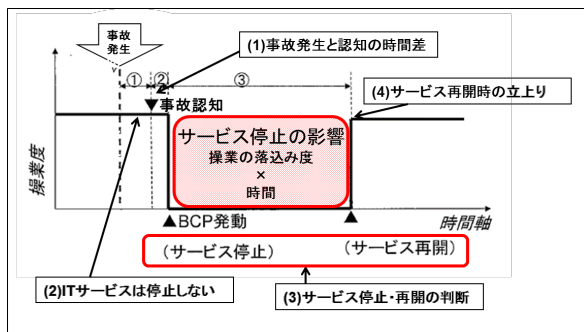 事故
発生
(1)事故発生と認知の時間差
① ② ③
▼事故認知
(4)サービス再開時の立上り
サービス停止の影響
操業の落込み度
×
時間
操業度
▲BCP発動
▲
時間軸
(サービス停止)
(サービス再開)
(2)ITサービスは停止しない
(3)サービス停止・再開の判断